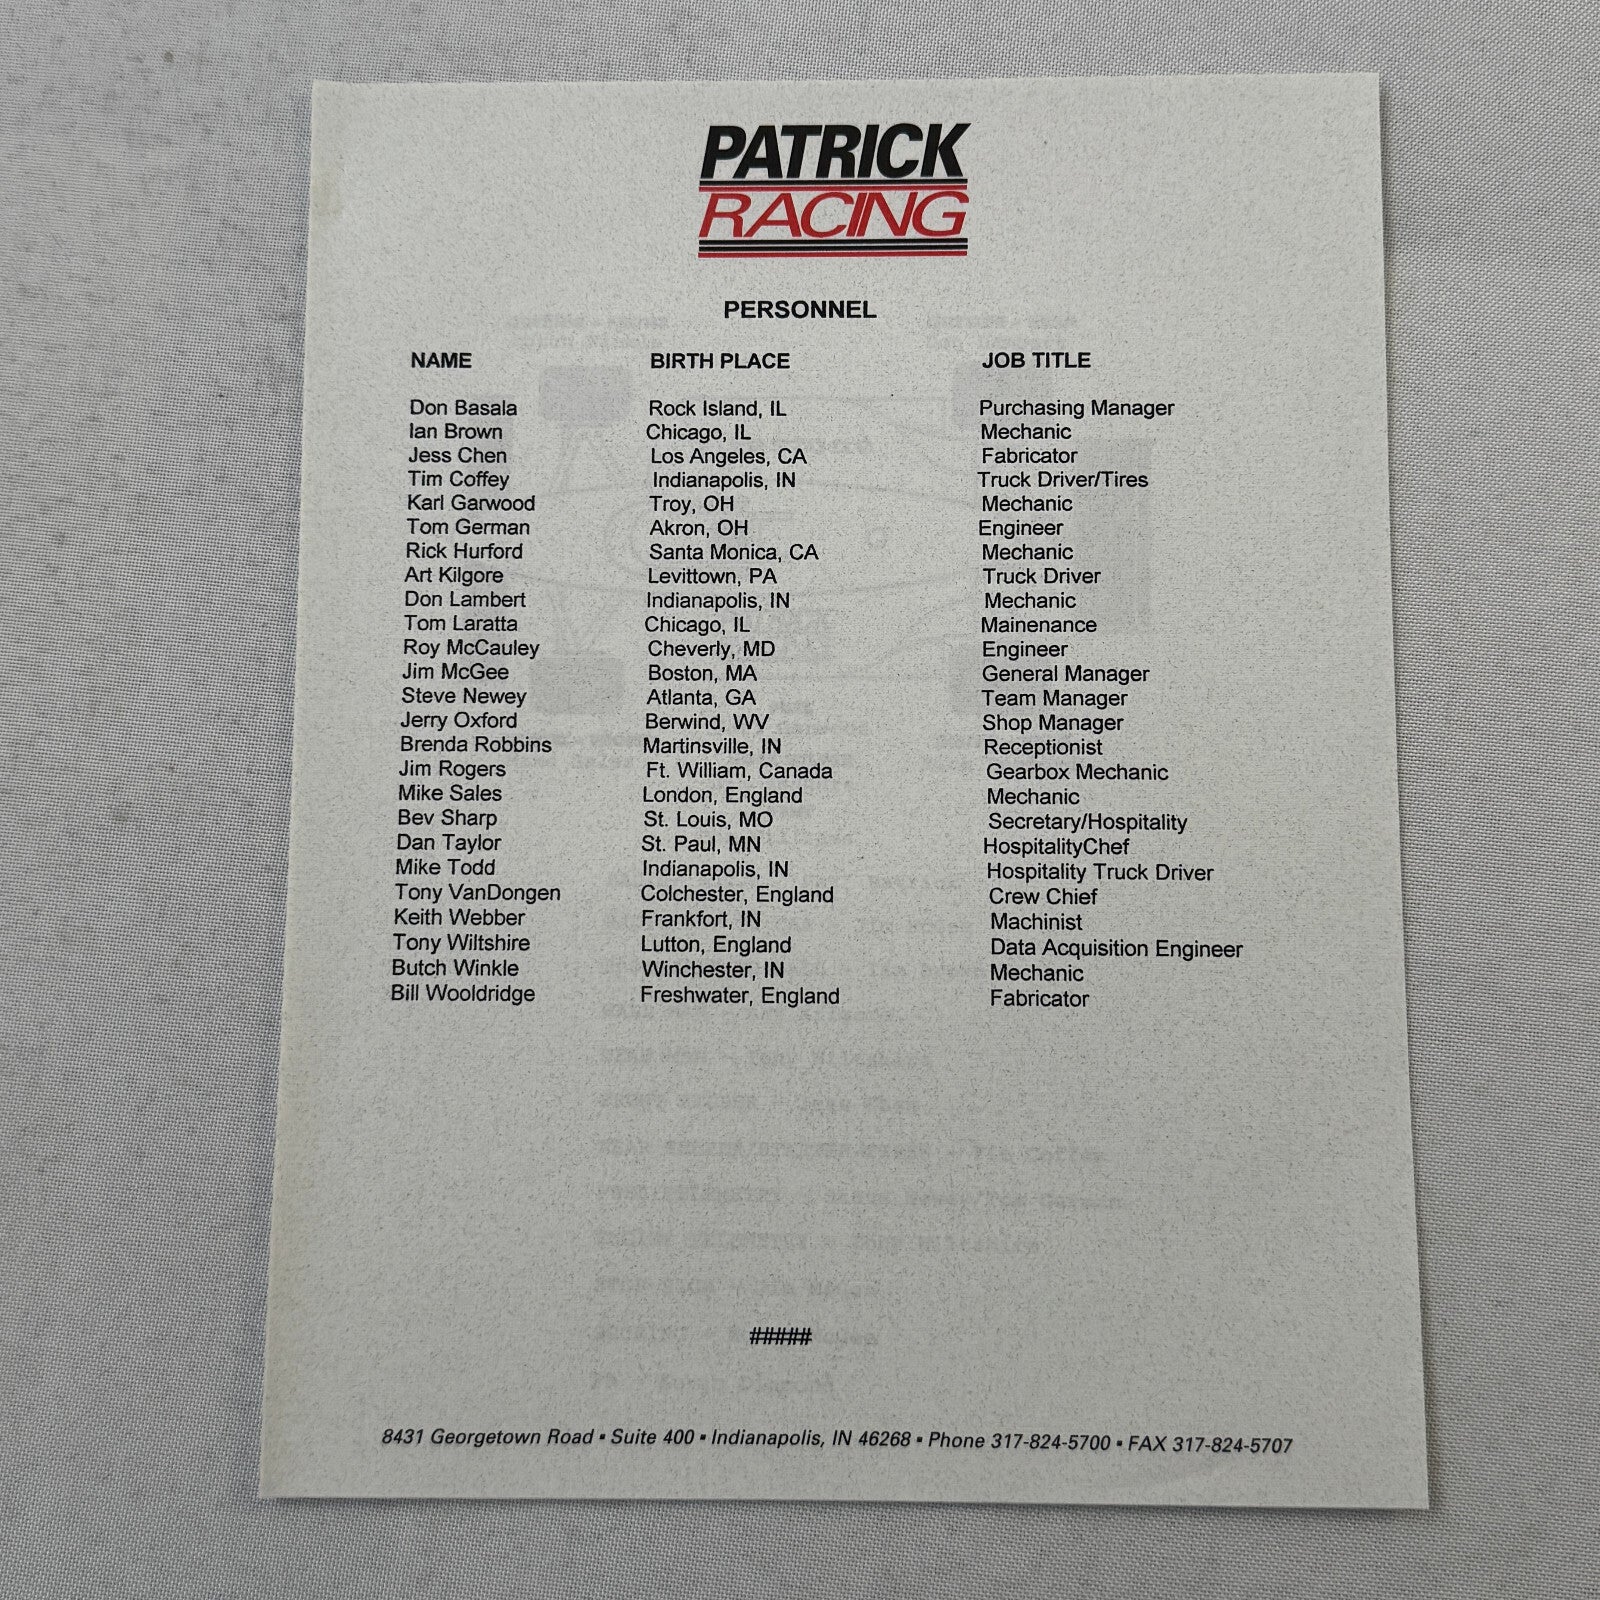 PATRICK
RACING
PERSONNEL
NAME BIRTH PLACE JOB TITLE
Don Basala Rock Island, IL Purchasing Manager
Ian Brown Chicago, IL Mechanic
Jess Chen Los Angeles, CA Fabricator
Tim Coffey Indianapolis, IN Truck Driver/Tires
Karl Garwood Troy, OH Mechanic
Tom German Akron, OH Engineer
Rick Hurford Santa Monica, CA Mechanic
Art Kilgore Levittown, PA Truck Driver
Don Lambert Indianapolis, IN Mechanic
Tom Laratta Chicago, IL Mainenance
Roy McCauley Cheverly, MD Engineer
Jim McGee Boston, MA General Manager
Steve Newey Atlanta, GA Team Manager
Jerry Oxford Berwind, WV Shop Manager
Brenda Robbins Martinsville, IN Receptionist
Jim Rogers Ft. William, Canada Gearbox Mechanic
Mike Sales London, England Mechanic
Bev Sharp St. Louis, MO Secretary/Hospitality
Dan Taylor St. Paul, MN HospitalityChef
Mike Todd Indianapolis, IN Hospitality Truck Driver
Tony VanDongen Colchester, England Crew Chief
Keith Webber Frankfort, IN Machinist
Tony Wiltshire Lutton, England Data Acquisition Engineer
Butch Winkle Winchester, IN Mechanic
Bill Wooldridge Freshwater, England Fabricator
#####
8431 Georgetown Road ▪ Suite 400 ▪ Indianapolis, IN 46268 ▪ Phone 317-824-5700 ▪ FAX 317-824-5707